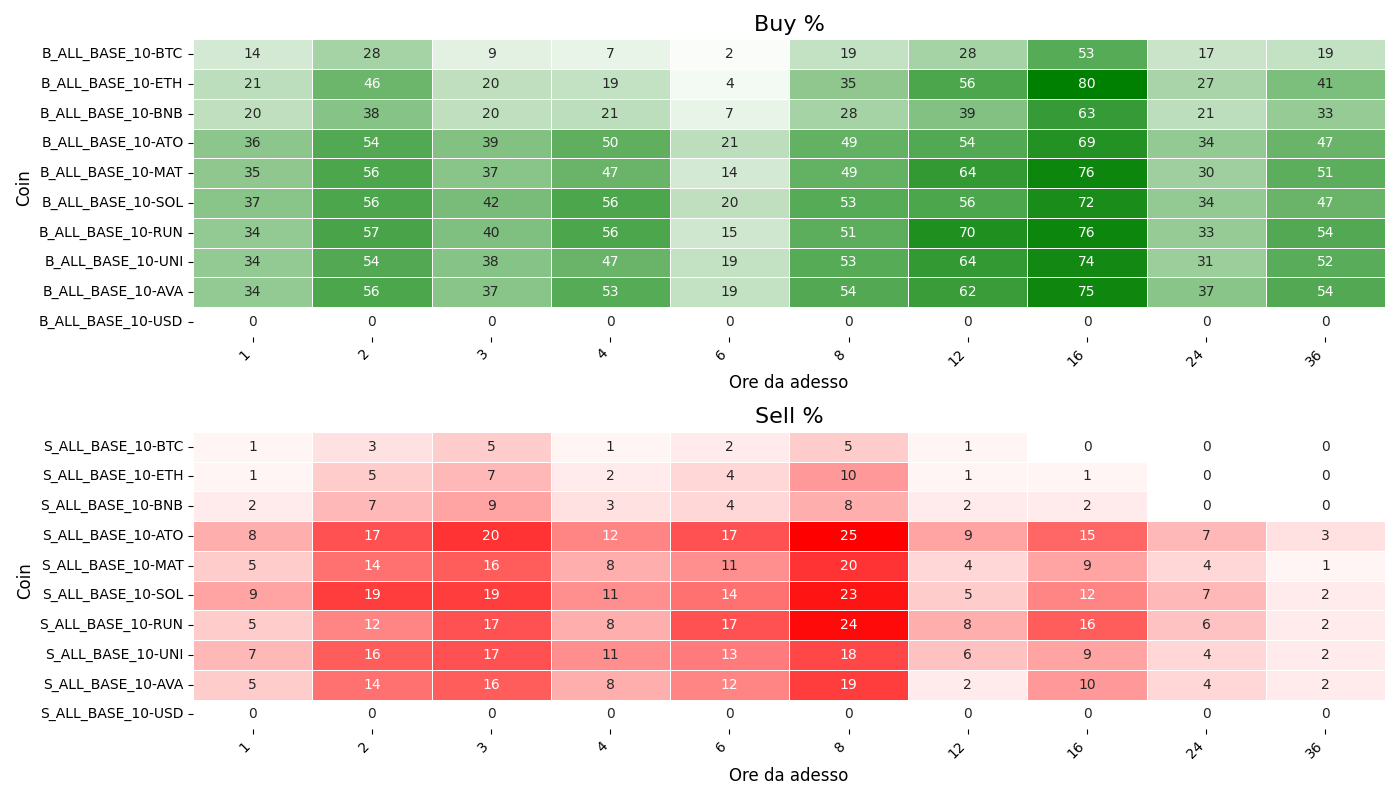 Buy %
Coin
B_ALL_BASE_10-BTC 14 28 9 7 2 19 28 53 17 19
B_ALL_BASE_10-ETH 21 46 20 19 4 35 56 80 27 41
B_ALL_BASE_10-BNB 20 38 20 21 7 28 39 63 21 33
B_ALL_BASE_10-ATO 36 54 39 50 21 49 54 69 34 47
B_ALL_BASE_10-MAT 35 56 37 47 14 49 64 76 30 51
B_ALL_BASE_10-SOL 37 56 42 56 20 53 56 72 34 47
B_ALL_BASE_10-RUN 34 57 40 56 15 51 70 76 33 54
B_ALL_BASE_10-UNI 34 54 38 47 19 53 64 74 31 52
B_ALL_BASE_10-AVA 34 56 37 53 19 54 62 75 37 54
B_ALL_BASE_10-USD 0 0 0 0 0 0 0 0 0 0
1 2 3 4 6 8 12 16 24 36
Ore da adesso
Sell %
Coin
S_ALL_BASE_10-BTC 1 3 5 1 2 5 1 0 0 0
S_ALL_BASE_10-ETH 1 5 7 2 4 10 1 1 0 0
S_ALL_BASE_10-BNB 2 7 9 3 4 8 2 2 0 0
S_ALL_BASE_10-ATO 8 17 20 12 17 25 9 15 7 3
S_ALL_BASE_10-MAT 5 14 16 8 11 20 4 9 4 1
S_ALL_BASE_10-SOL 9 19 19 11 14 23 5 12 7 2
S_ALL_BASE_10-RUN 5 12 17 8 17 24 8 16 6 2
S_ALL_BASE_10-UNI 7 16 17 11 13 18 6 9 4 2
S_ALL_BASE_10-AVA 5 14 16 8 12 19 2 10 4 2
S_ALL_BASE_10-USD 0 0 0 0 0 0 0 0 0 0
1 2 3 4 6 8 12 16 24 36
Ore da adesso